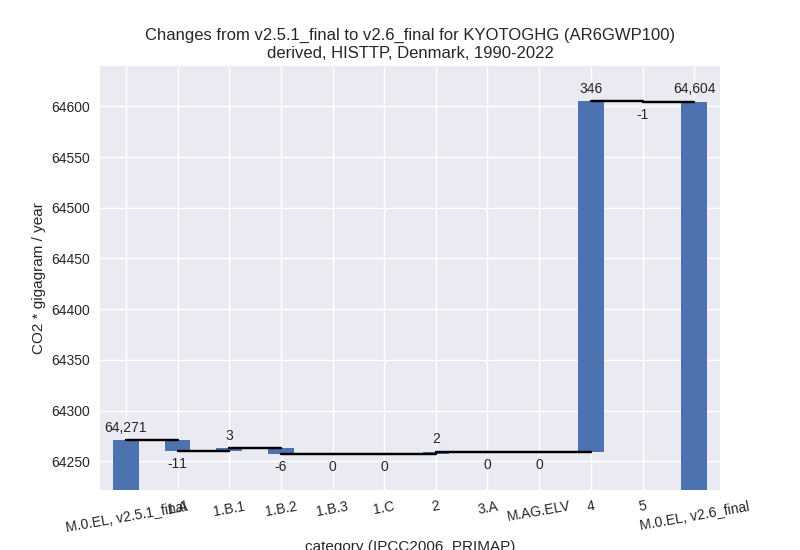 Changes from v2.5.1_final to v2.6_final for KYOTOGHG (AR6GWP100)
derived, HISTTP, Denmark, 1990-2022
CO2 * gigagram / year
64600
64550
64500
64450
64400
64350
64300
64250
64,271
-11
3
-6
0
0
2
0
0
346
-1
64,604
M.0.EL, v2.5.1_final
1.A
1.B.1
1.B.2
1.B.3
1.C
2
3.A
M.AG.ELV
4
5
M.0.EL, v2.6_final
category (IPCC2006_PRIMAP)